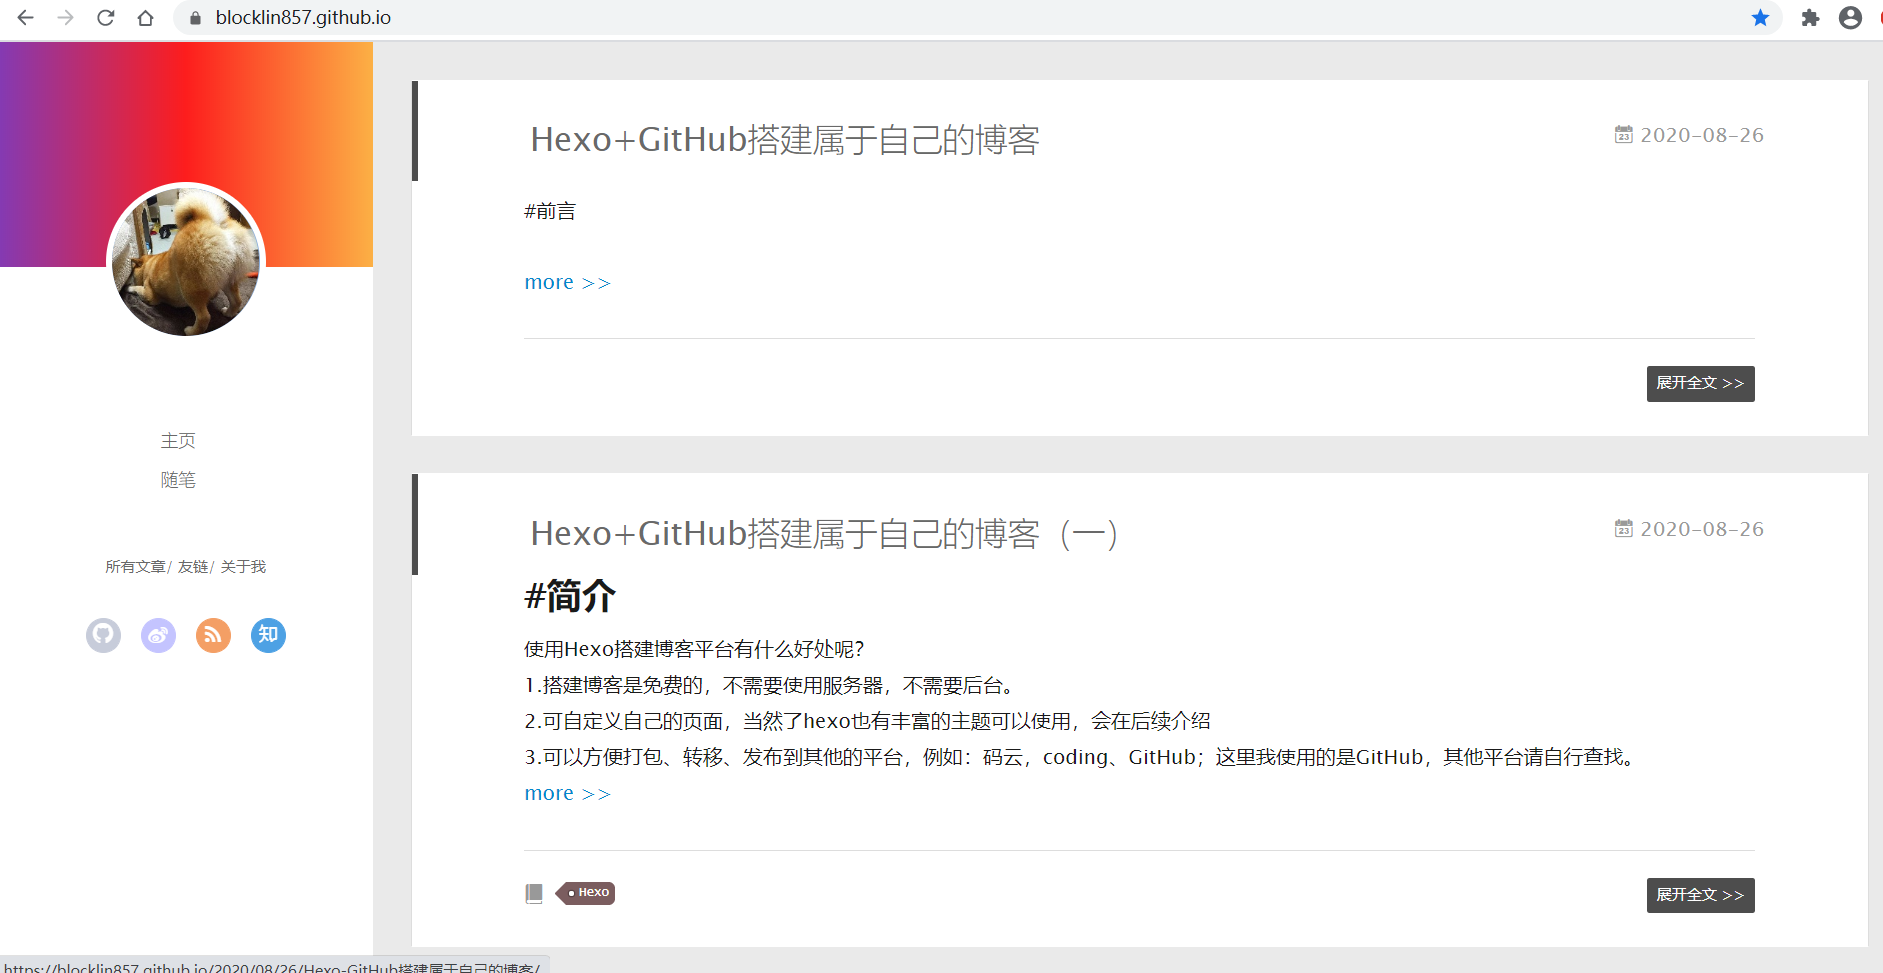 blocklin857.github.io
Hexo+GitHub搭建属于自己的博客
23 2020-08-26
#前言
more >>
展开全文 >>
主页
随笔
所有文章/ 友链/ 关于我
知
Hexo+GitHub搭建属于自己的博客（一）
23 2020-08-26
#简介
使用Hexo搭建博客平台有什么好处呢？
1.搭建博客是免费的，不需要使用服务器，不需要后台。
2.可自定义自己的页面，当然了hexo也有丰富的主题可以使用，会在后续介绍
3.可以方便打包、转移、发布到其他的平台，例如：码云，coding、GitHub；这里我使用的是GitHub，其他平台请自行查找。
more >>
Hexo
展开全文 >>
https://blocklin857.github.io/2020/08/26/Hexo-GitHub搭建属于自己的博客/